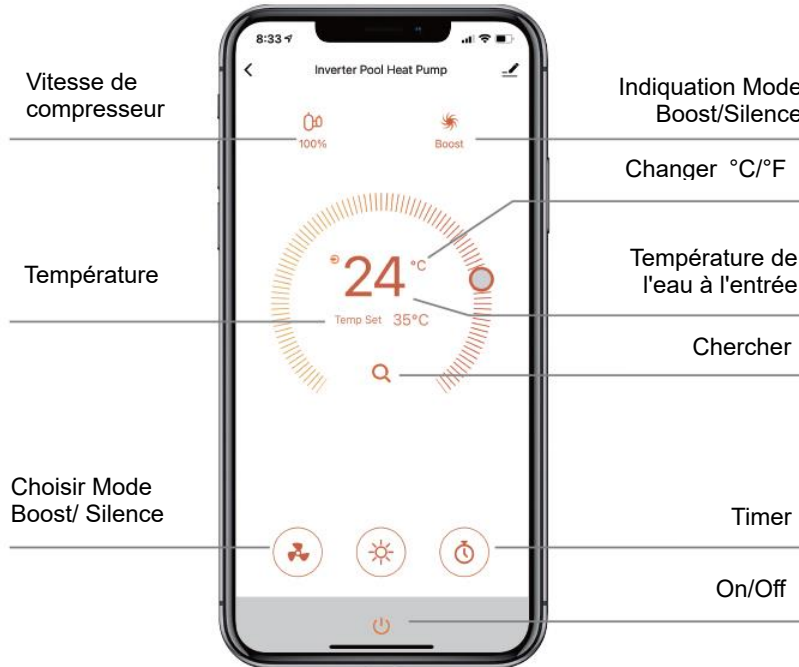 8:33
Inverter Pool Heat Pump
Vitesse de
compresseur
100%
Boost
Indiquation Mode
Boost/Silence
Changer °C/°F
24 °C
Température
Temp Set 35°C
Température de
l'eau à l'entrée
Chercher
Choisir Mode
Boost/ Silence
Timer
On/Off